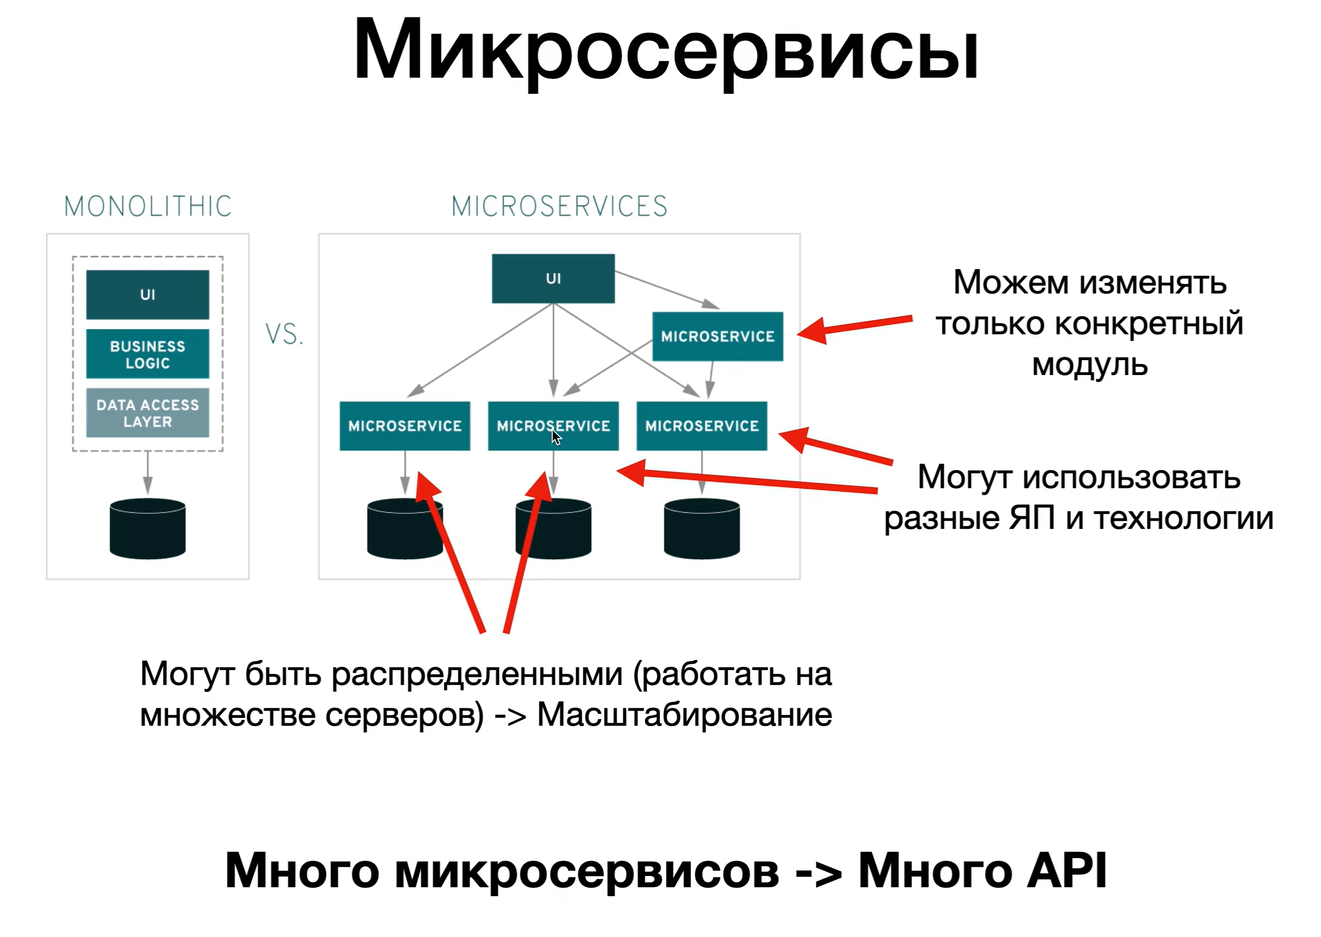 Микросервисы
MONOLITHIC
UI
BUSINESS
LOGIC
DATA ACCESS
LAYER
VS.
MICROSERVICES
UI
MICROSERVICE
MICROSERVICE
MICROSERVICE
MICROSERVICE
Можем изменять
только конкретный
модуль
Могут использовать
разные ЯП и технологии
Могут быть распределенными (работать на
множестве серверов) -> Масштабирование
Много микросервисов -> Много API